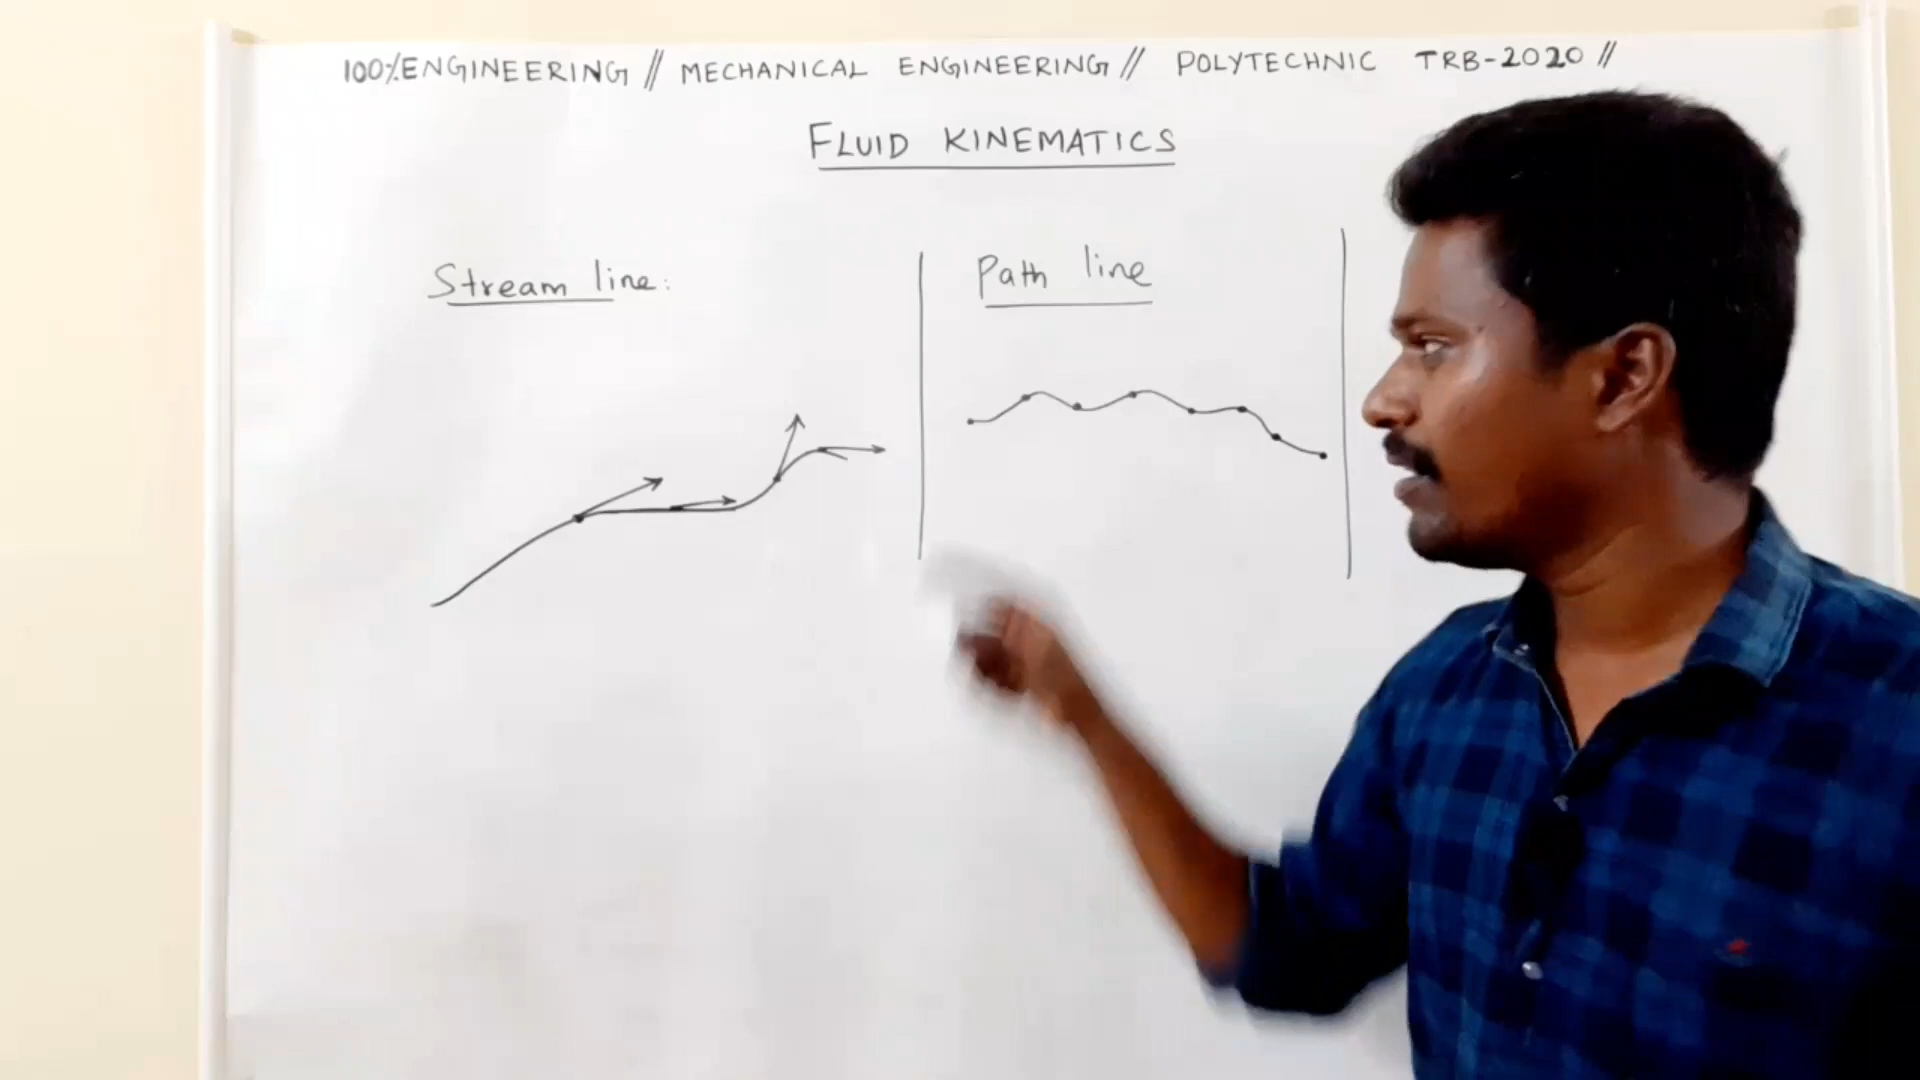 100%ENGINEERING // MECHANICAL ENGINEERING // POLYTECHNIC TRB-2020 //
FLUID KINEMATICS
Stream line:
Path line